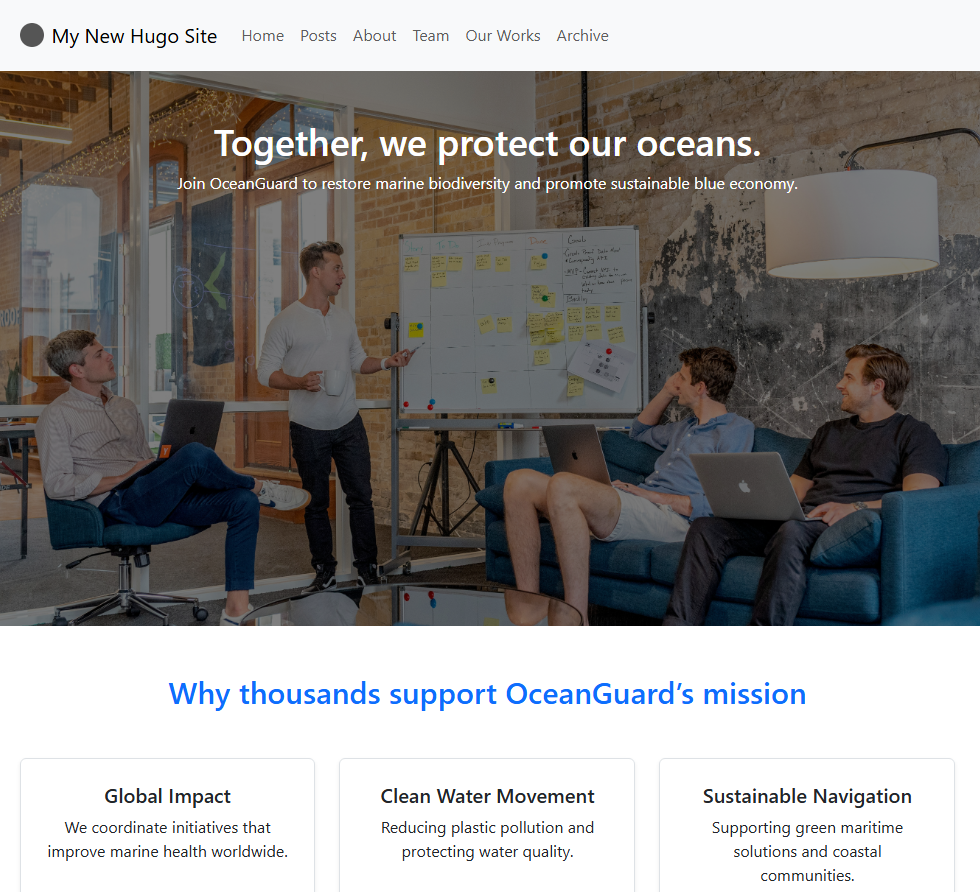 My New Hugo Site Home Posts About Team Our Works Archive
Together, we protect our oceans.
Join OceanGuard to restore marine biodiversity and promote sustainable blue economy.
Why thousands support OceanGuard’s mission
Global Impact
We coordinate initiatives that
improve marine health worldwide.
Clean Water Movement
Reducing plastic pollution and
protecting water quality.
Sustainable Navigation
Supporting green maritime
solutions and coastal
communities.